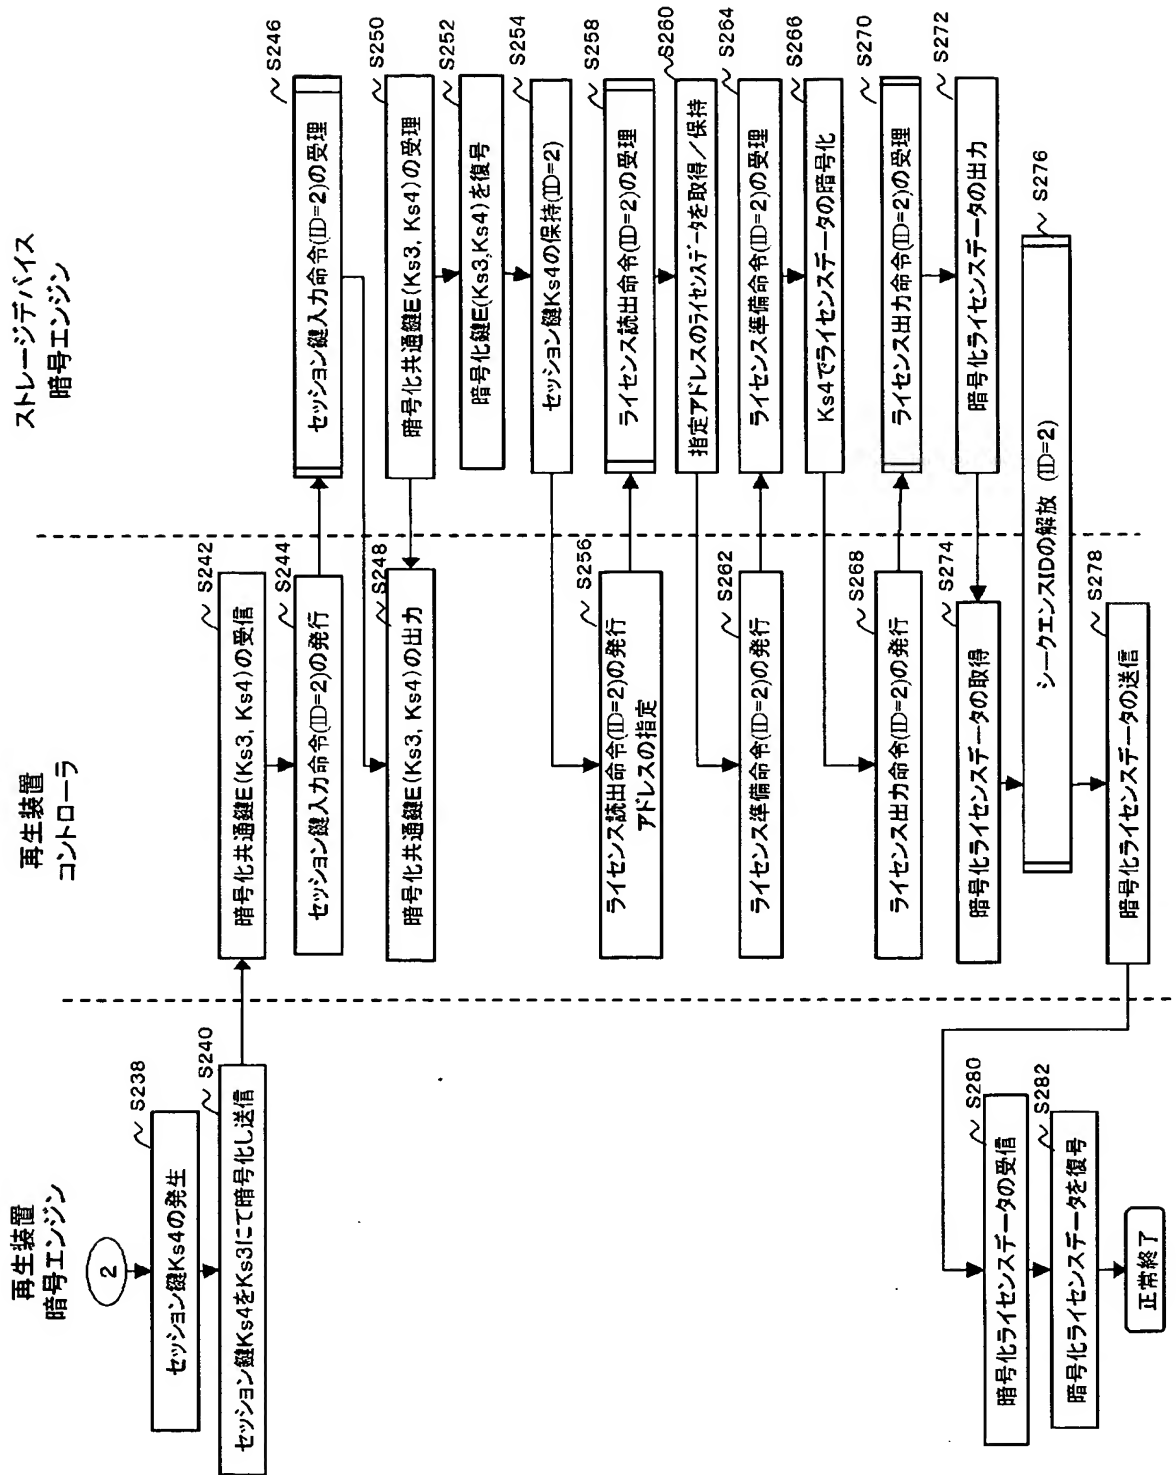 再生装置
暗号エンジン
再生装置
コントローラ
ストレージデバイス
暗号エンジン
2
S238
セッション鍵Ks4の発生
S240
セッション鍵Ks4をKs3にて暗号化し送信
S242
暗号化共通鍵E(Ks3, Ks4)の受信
S244
セッション鍵入力命令(ID=2)の発行
S246
セッション鍵入力命令(ID=2)の受理
S248
暗号化共通鍵E(Ks3, Ks4)の出力
S250
暗号化共通鍵E(Ks3, Ks4)の受理
S252
暗号化鍵E(Ks3,Ks4)を復号
S254
セッション鍵Ks4の保持(ID=2)
S256
ライセンス読出命令(ID=2)の発行
アドレスの指定
S258
ライセンス読出命令(ID=2)の受理
S260
指定アドレスのライセンスデータを取得/保持
S262
ライセンス準備命令(ID=2)の発行
S264
ライセンス準備命令(ID=2)の受理
S266
Ks4でライセンスデータの暗号化
S268
ライセンス出力命令(ID=2)の発行
S270
ライセンス出力命令(ID=2)の受理
S272
暗号化ライセンスデータの出力
S274
暗号化ライセンスデータの取得
S276
シークエンスIDの解放 (ID=2)
S278
暗号化ライセンスデータの送信
S280
暗号化ライセンスデータの受信
S282
暗号化ライセンスデータを復号
正常終了